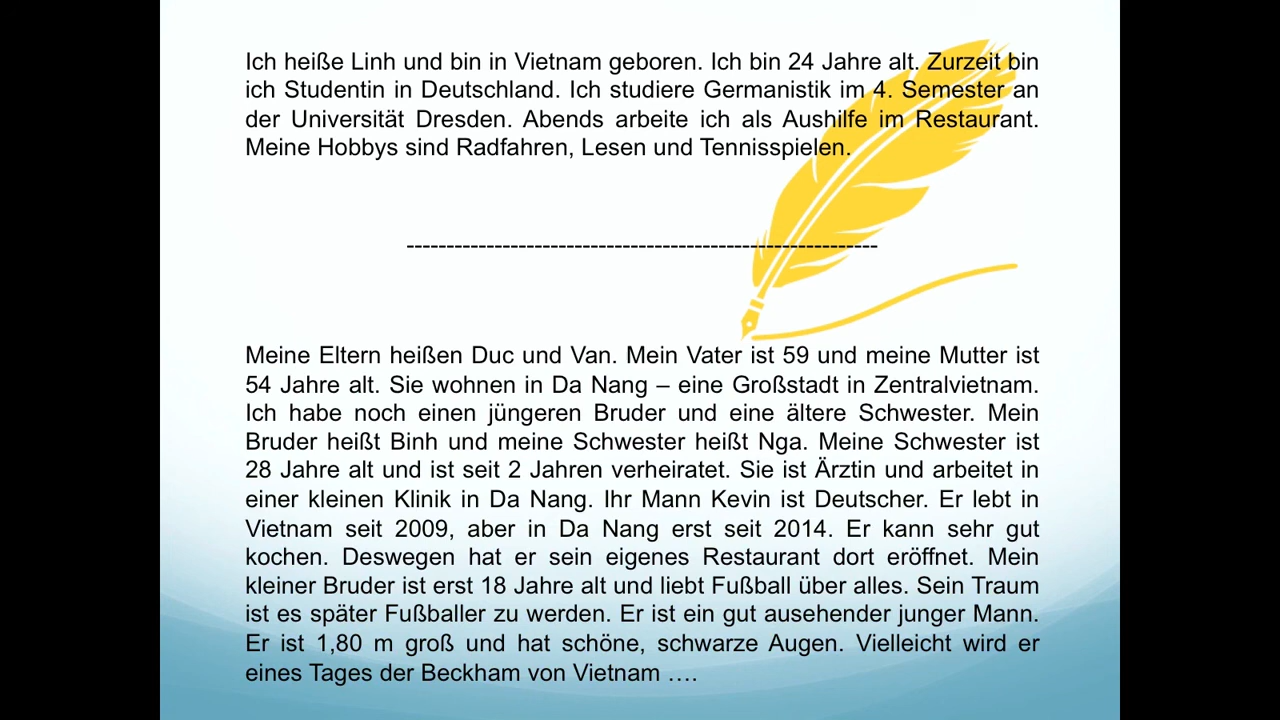 Ich heiße Linh und bin in Vietnam geboren. Ich bin 24 Jahre alt. Zurzeit bin
ich Studentin in Deutschland. Ich studiere Germanistik im 4. Semester an
der Universität Dresden. Abends arbeite ich als Aushilfe im Restaurant.
Meine Hobbys sind Radfahren, Lesen und Tennisspielen.
-----------------------------------------------------------
Meine Eltern heißen Duc und Van. Mein Vater ist 59 und meine Mutter ist
54 Jahre alt. Sie wohnen in Da Nang – eine Großstadt in Zentralvietnam.
Ich habe noch einen jüngeren Bruder und eine ältere Schwester. Mein
Bruder heißt Binh und meine Schwester heißt Nga. Meine Schwester ist
28 Jahre alt und ist seit 2 Jahren verheiratet. Sie ist Ärztin und arbeitet in
einer kleinen Klinik in Da Nang. Ihr Mann Kevin ist Deutscher. Er lebt in
Vietnam seit 2009, aber in Da Nang erst seit 2014. Er kann sehr gut
kochen. Deswegen hat er sein eigenes Restaurant dort eröffnet. Mein
kleiner Bruder ist erst 18 Jahre alt und liebt Fußball über alles. Sein Traum
ist es später Fußballer zu werden. Er ist ein gut ausehender junger Mann.
Er ist 1,80 m groß und hat schöne, schwarze Augen. Vielleicht wird er
eines Tages der Beckham von Vietnam ….